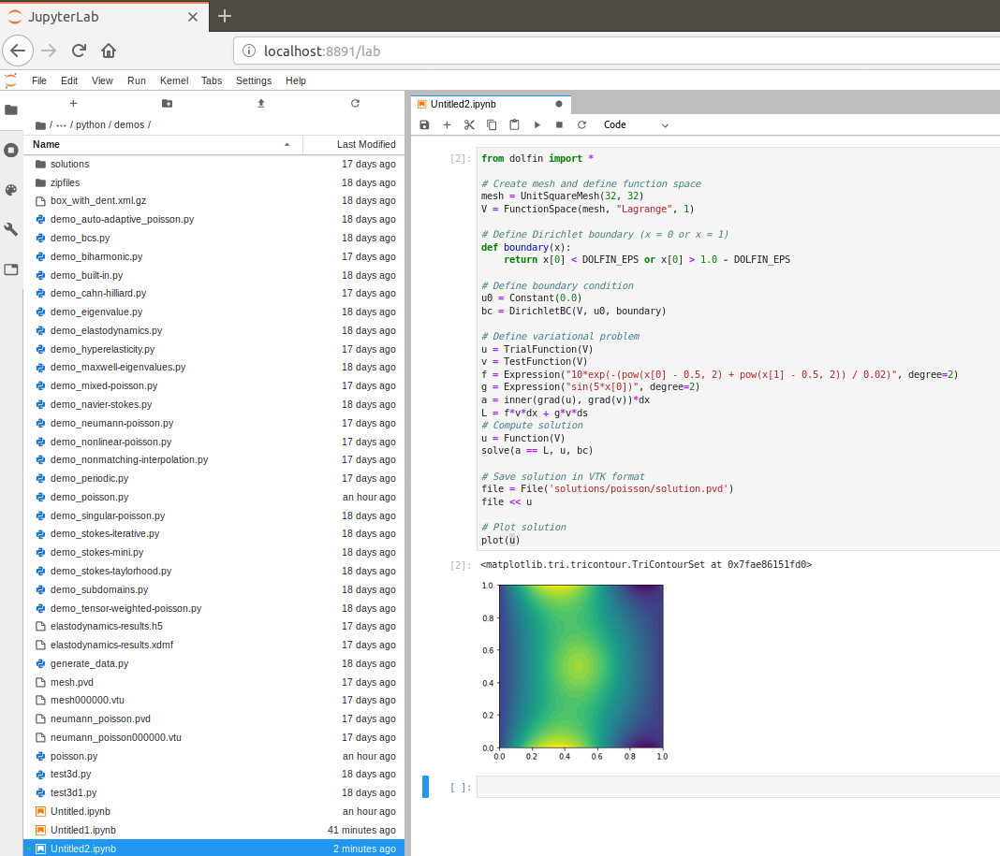 JupyterLab
localhost:8891/lab
File Edit View Run Kernel Tabs Settings Help
/ ... / python / demos /
Name Last Modified
solutions 17 days ago
zipfiles 18 days ago
box_with_dent.xml.gz 18 days ago
demo_auto-adaptive_poisson.py 18 days ago
demo_bcs.py 18 days ago
demo_biharmonic.py 17 days ago
demo_built-in.py 18 days ago
demo_cahn-hilliard.py 17 days ago
demo_eigenvalue.py 18 days ago
demo_elastodynamics.py 18 days ago
demo_hyperelasticity.py 17 days ago
demo_maxwell-eigenvalues.py 18 days ago
demo_mixed-poisson.py 17 days ago
demo_navier-stokes.py 18 days ago
demo_neumann-poisson.py 17 days ago
demo_nonlinear-poisson.py 17 days ago
demo_nonmatching-interpolation.py 17 days ago
demo_periodic.py 17 days ago
demo_poisson.py an hour ago
demo_singular-poisson.py 18 days ago
demo_stokes-iterative.py 18 days ago
demo_stokes-mini.py 18 days ago
demo_stokes-taylorhood.py 18 days ago
demo_subdomains.py 18 days ago
demo_tensor-weighted-poisson.py 18 days ago
elastodynamics-results.h5 17 days ago
elastodynamics-results.xdmf 17 days ago
generate_data.py 18 days ago
mesh.pvd 17 days ago
mesh000000.vtu 17 days ago
neumann_poisson.pvd 17 days ago
neumann_poisson000000.vtu 17 days ago
poisson.py an hour ago
test3d.py 18 days ago
test3d1.py 18 days ago
Untitled.ipynb an hour ago
Untitled1.ipynb 41 minutes ago
Untitled2.ipynb 2 minutes ago
Untitled2.ipynb
Code
[2]: from dolfin import *
# Create mesh and define function space
mesh = UnitSquareMesh(32, 32)
V = FunctionSpace(mesh, "Lagrange", 1)
# Define Dirichlet boundary (x = 0 or x = 1)
def boundary(x):
return x[0] < DOLFIN_EPS or x[0] > 1.0 - DOLFIN_EPS
# Define boundary condition
u0 = Constant(0.0)
bc = DirichletBC(V, u0, boundary)
# Define variational problem
u = TrialFunction(V)
v = TestFunction(V)
f = Expression("10*exp(-(pow(x[0] - 0.5, 2) + pow(x[1] - 0.5, 2)) / 0.02)", degree=2)
g = Expression("sin(5*x[0])", degree=2)
a = inner(grad(u), grad(v))*dx
L = f*v*dx + g*v*ds
# Compute solution
u = Function(V)
solve(a == L, u, bc)
# Save solution in VTK format
file = File('solutions/poisson/solution.pvd')
file << u
# Plot solution
plot(u)
[2]: <matplotlib.tri.tricontour.TriContourSet at 0x7fae86151fd0>
1.0
0.8
0.6
0.4
0.2
0.0
0.0 0.2 0.4 0.6 0.8 1.0
[ ]: